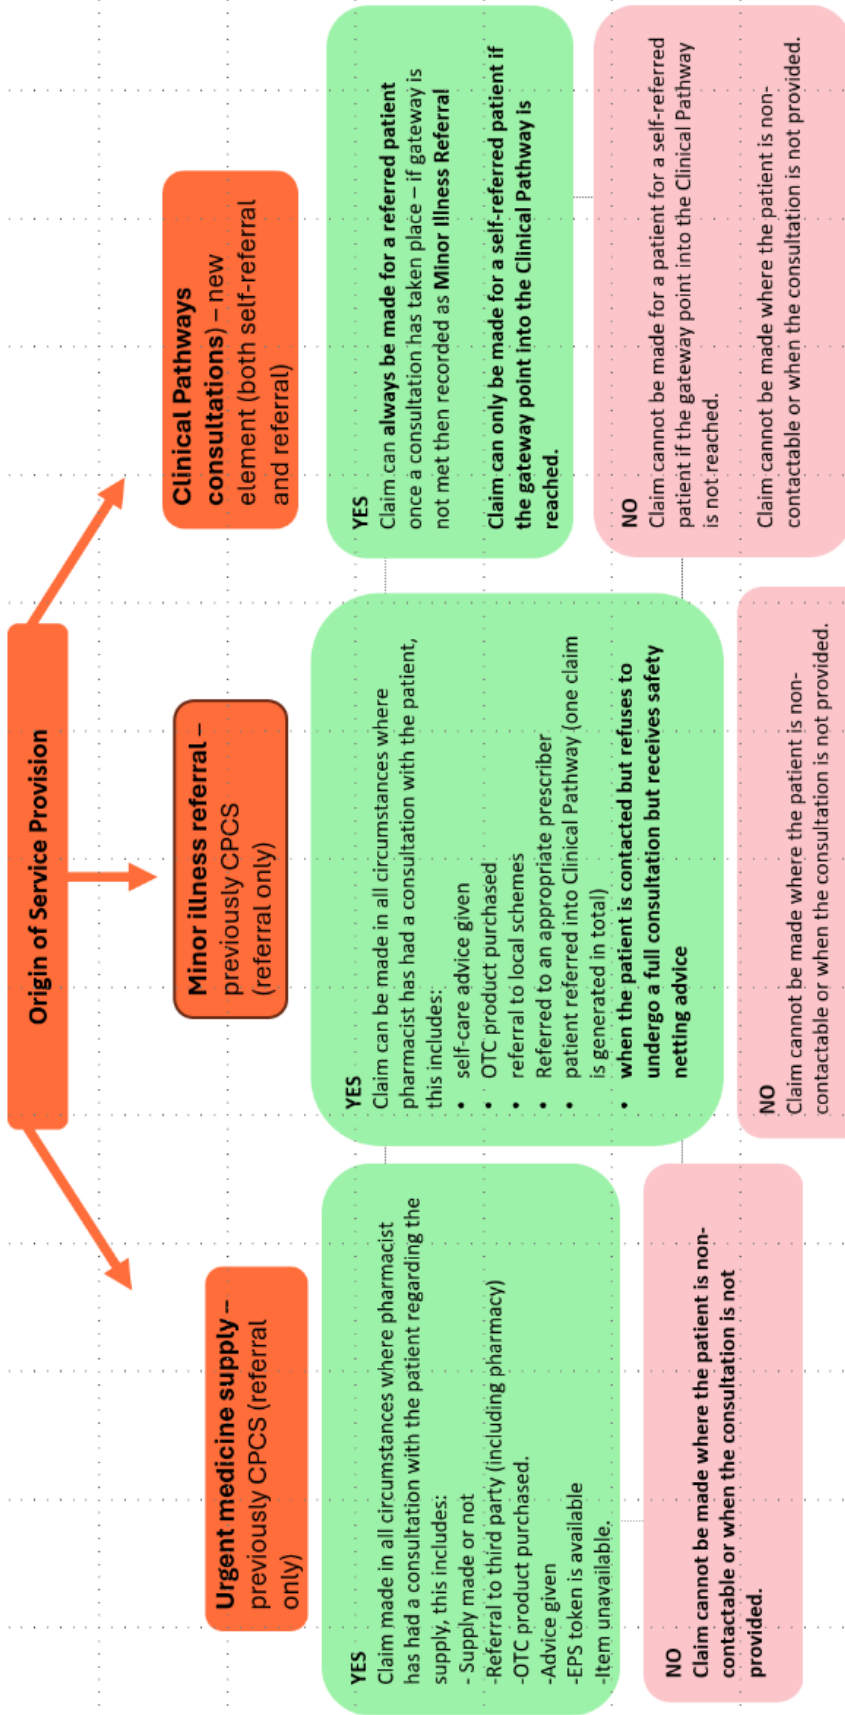 Origin of Service Provision
Urgent medicine supply –
previously CPCS (referral
only)
YES
Claim made in all circumstances where pharmacist
has had a consultation with the patient regarding the
supply, this includes:
- Supply made or not
-Referral to third party (including pharmacy)
-OTC product purchased.
-Advice given
-EPS token is available
-Item unavailable.
NO
Claim cannot be made where the patient is non-
contactable or when the consultation is not
provided.
Minor illness referral –
previously CPCS
(referral only)
YES
Claim can be made in all circumstances where
pharmacist has had a consultation with the patient,
this includes:
• self-care advice given
• OTC product purchased
• referral to local schemes
• Referred to an appropriate prescriber
• patient referred into Clinical Pathway (one claim
is generated in total)
• when the patient is contacted but refuses to
undergo a full consultation but receives safety
netting advice
NO
Claim cannot be made where the patient is non-
contactable or when the consultation is not provided.
Clinical Pathways
consultations) – new
element (both self-referral
and referral)
YES
Claim can always be made for a referred patient
once a consultation has taken place – if gateway is
not met then recorded as Minor Illness Referral
Claim can only be made for a self-referred patient if
the gateway point into the Clinical Pathway is
reached.
NO
Claim cannot be made for a patient for a self-referred
patient if the gateway point into the Clinical Pathway
is not reached.
Claim cannot be made where the patient is non-
contactable or when the consultation is not provided.